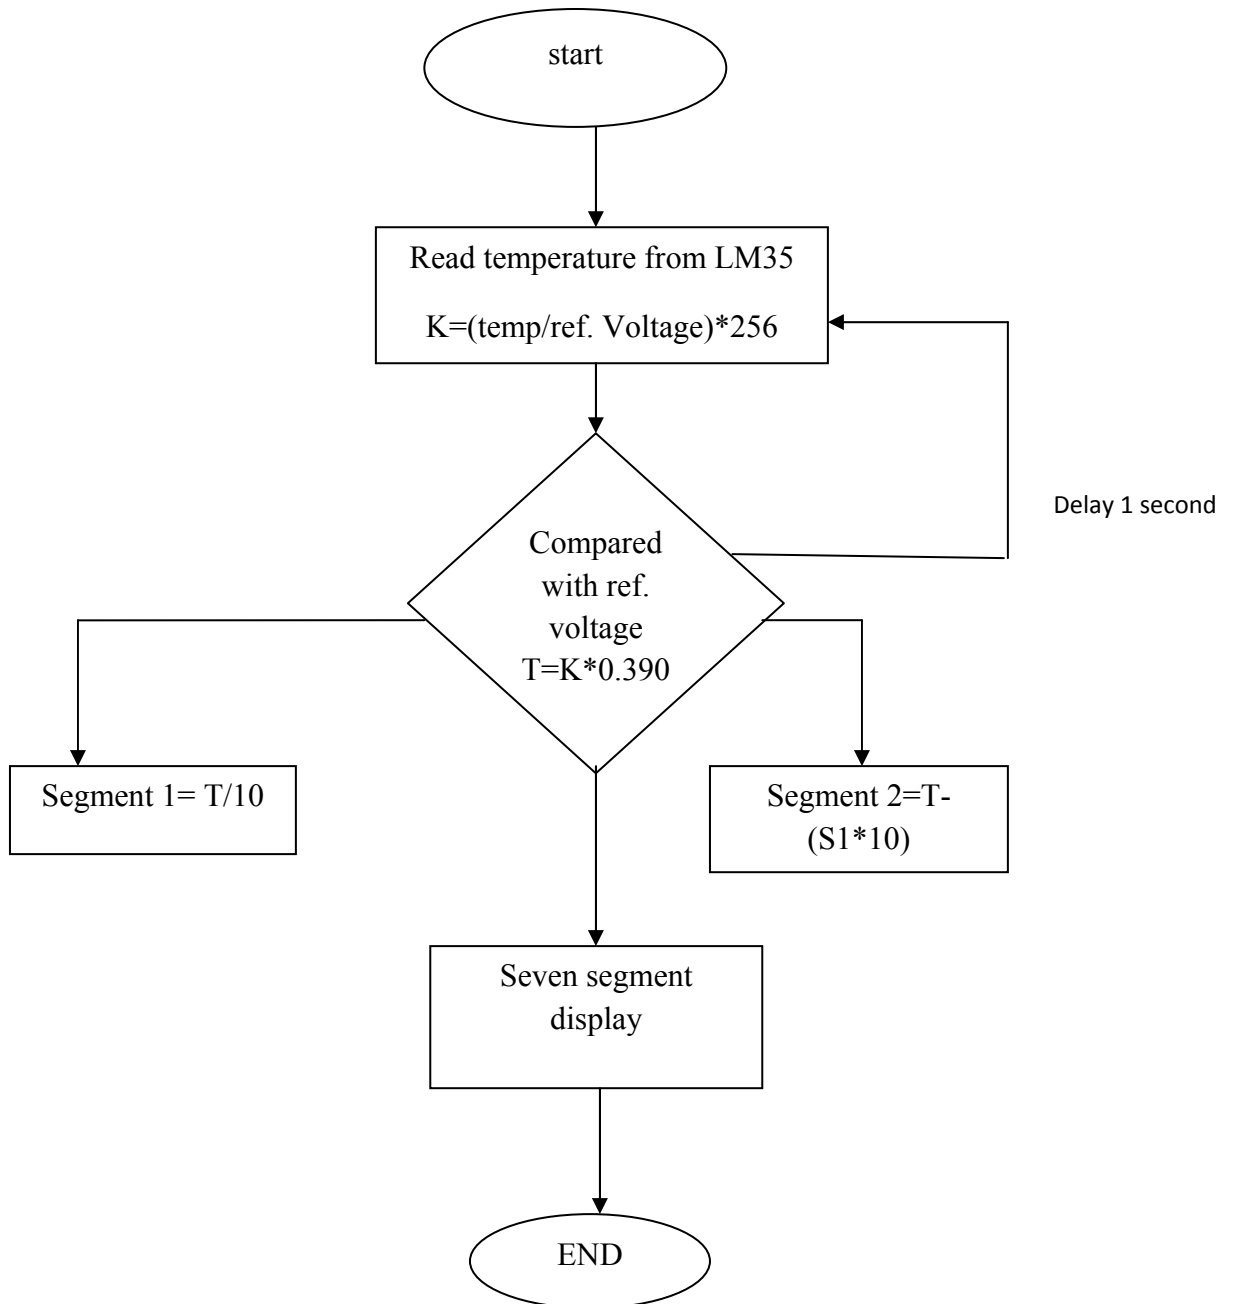 start
Read temperature from LM35
K=(temp/ref. Voltage)*256
Delay 1 second
Compared
with ref.
voltage
T=K*0.390
Segment 1= T/10
Segment 2=T-
(S1*10)
Seven segment
display
END